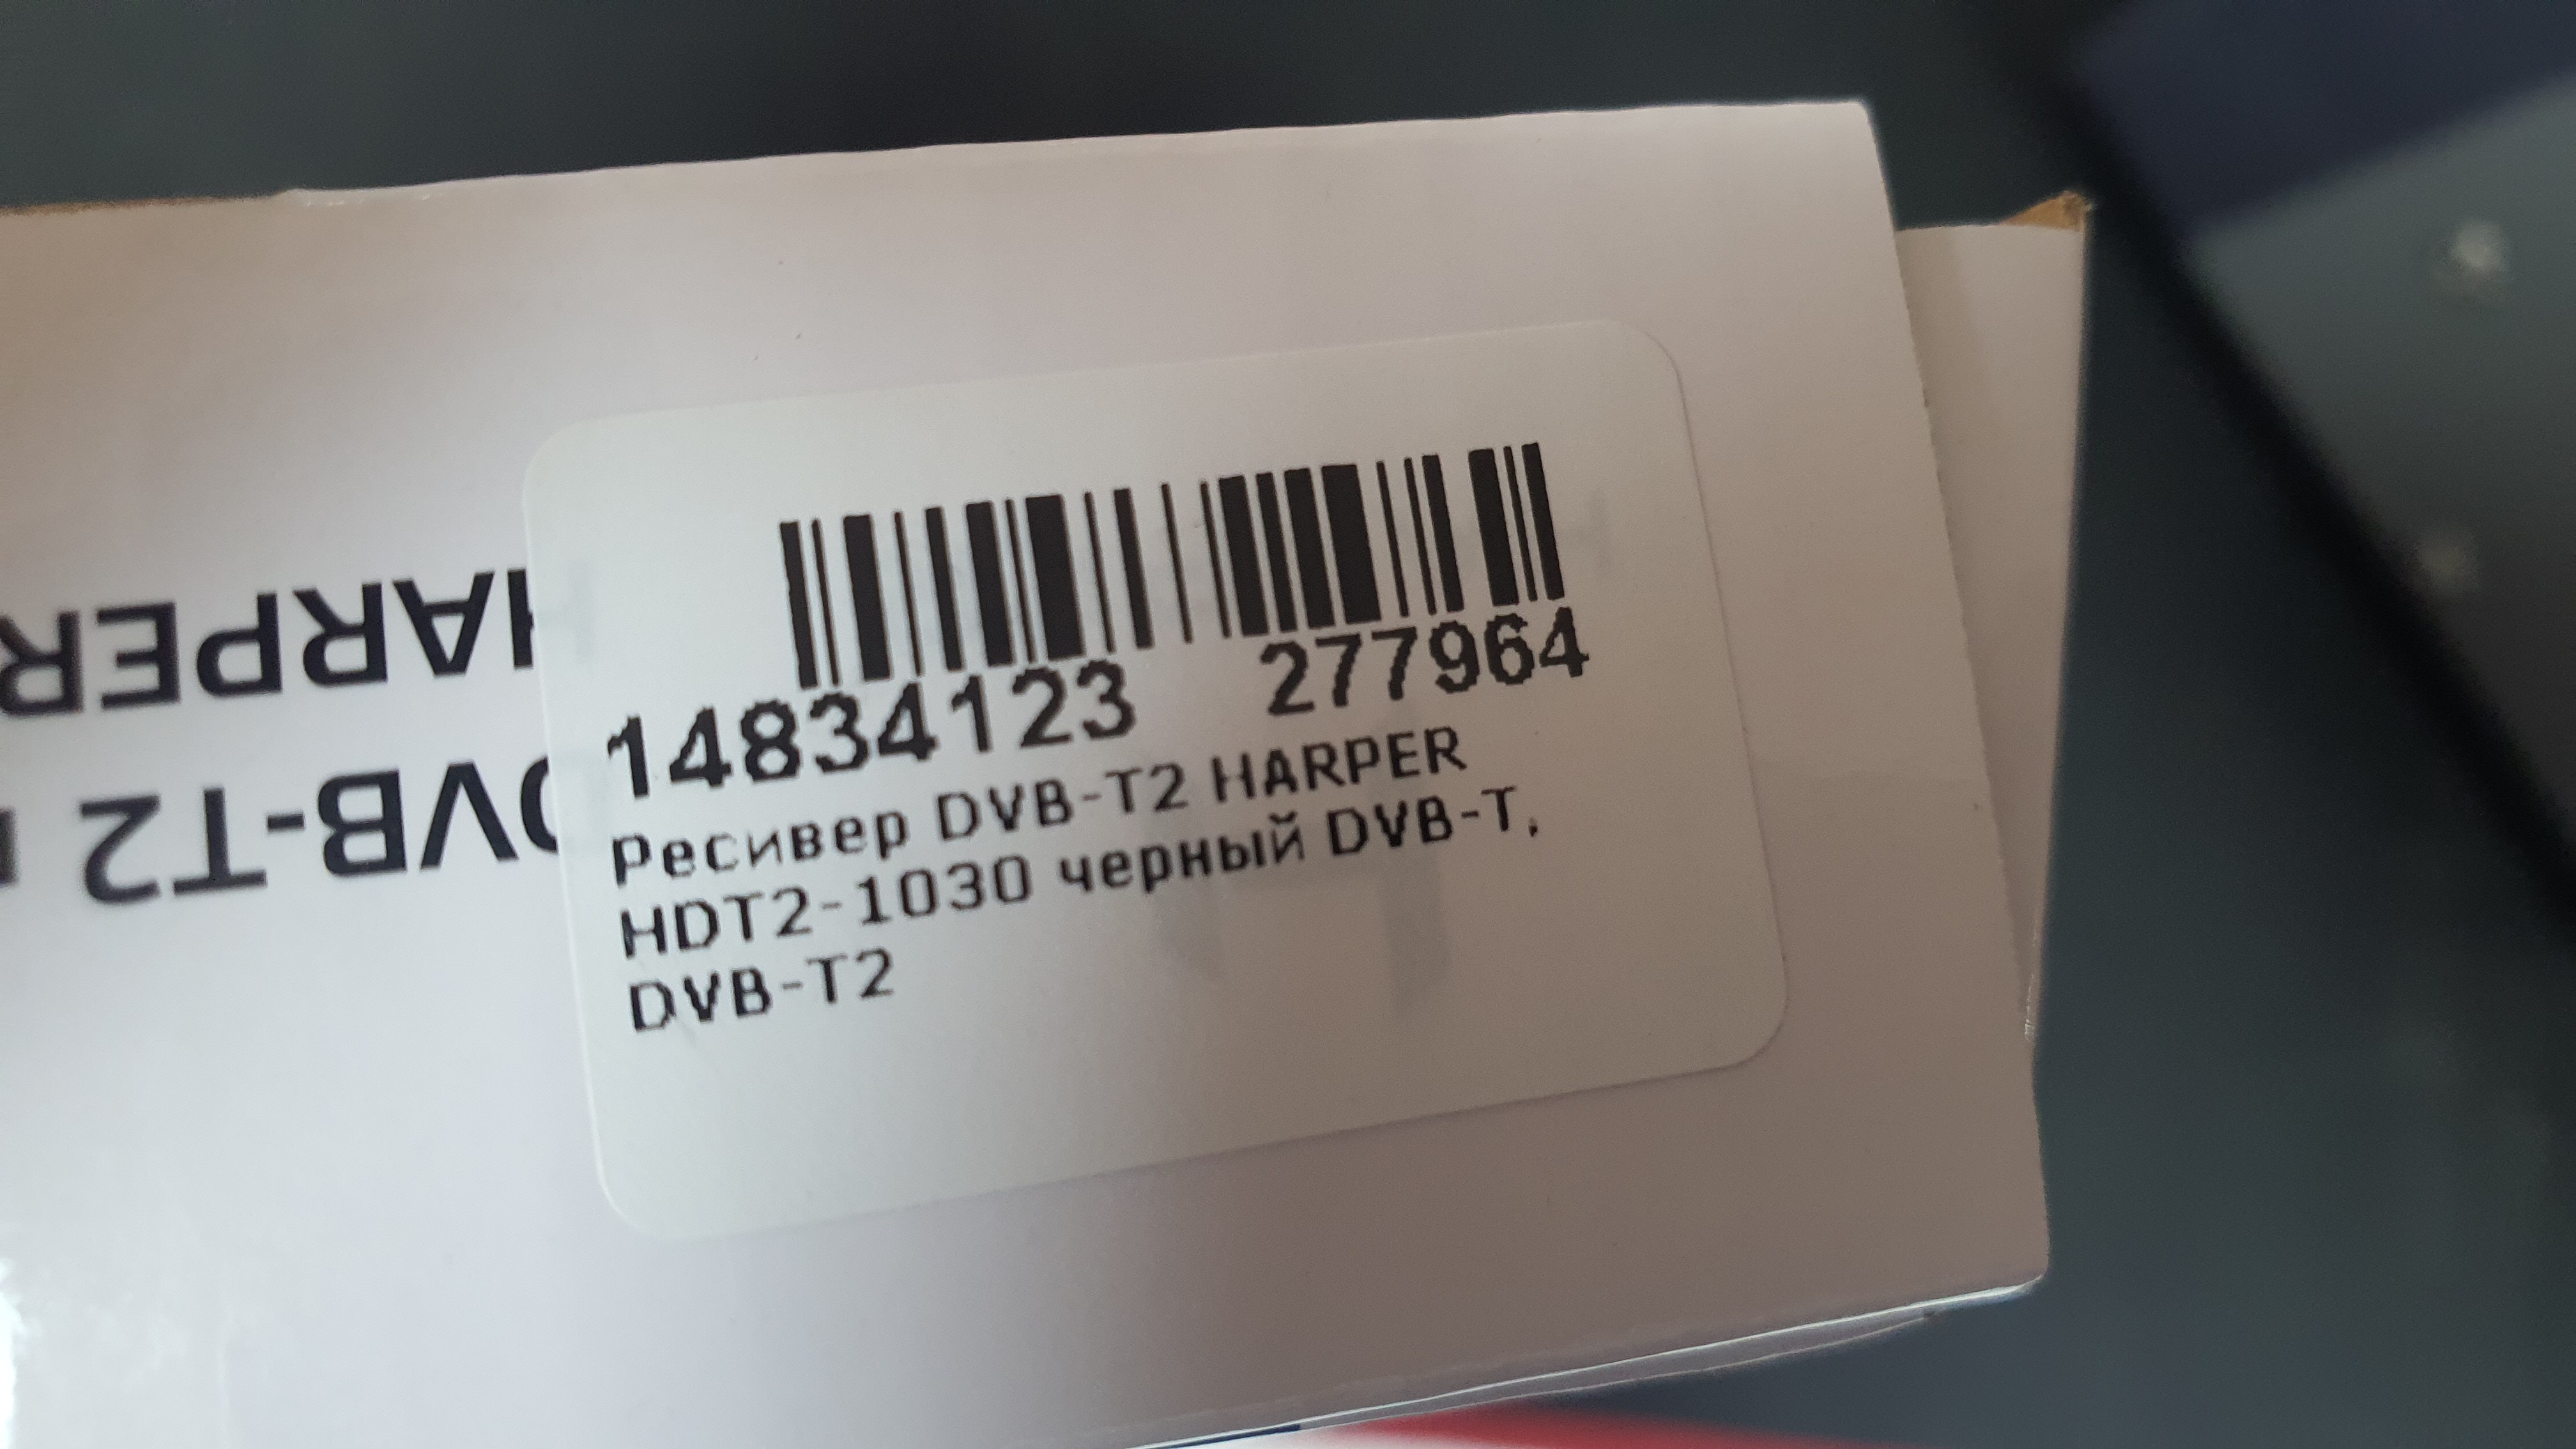 14834123 277964
Ресивер DVB-T2 HARPER
HDT2-1030 черный DVB-T,
DVB-T2
HARPER
DVB-T2